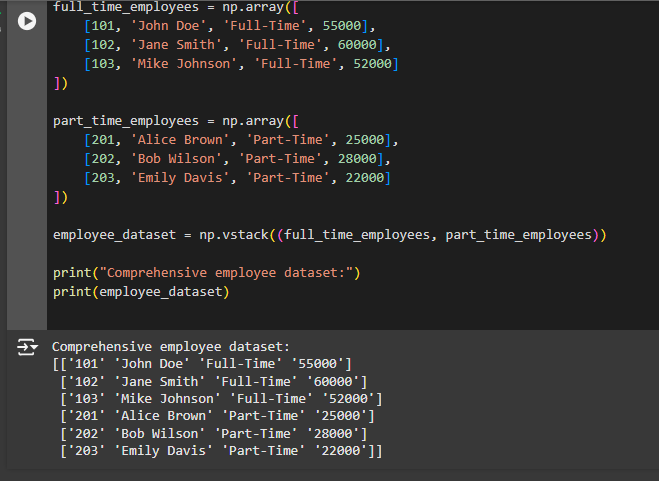 full_time_employees = np.array([
    [101, 'John Doe', 'Full-Time', 55000],
    [102, 'Jane Smith', 'Full-Time', 60000],
    [103, 'Mike Johnson', 'Full-Time', 52000]
])
part_time_employees = np.array([
    [201, 'Alice Brown', 'Part-Time', 25000],
    [202, 'Bob Wilson', 'Part-Time', 28000],
    [203, 'Emily Davis', 'Part-Time', 22000]
])
employee_dataset = np.vstack((full_time_employees, part_time_employees))
print("Comprehensive employee dataset:")
print(employee_dataset)
Comprehensive employee dataset:
[['101' 'John Doe' 'Full-Time' '55000']
 ['102' 'Jane Smith' 'Full-Time' '60000']
 ['103' 'Mike Johnson' 'Full-Time' '52000']
 ['201' 'Alice Brown' 'Part-Time' '25000']
 ['202' 'Bob Wilson' 'Part-Time' '28000']
 ['203' 'Emily Davis' 'Part-Time' '22000']]